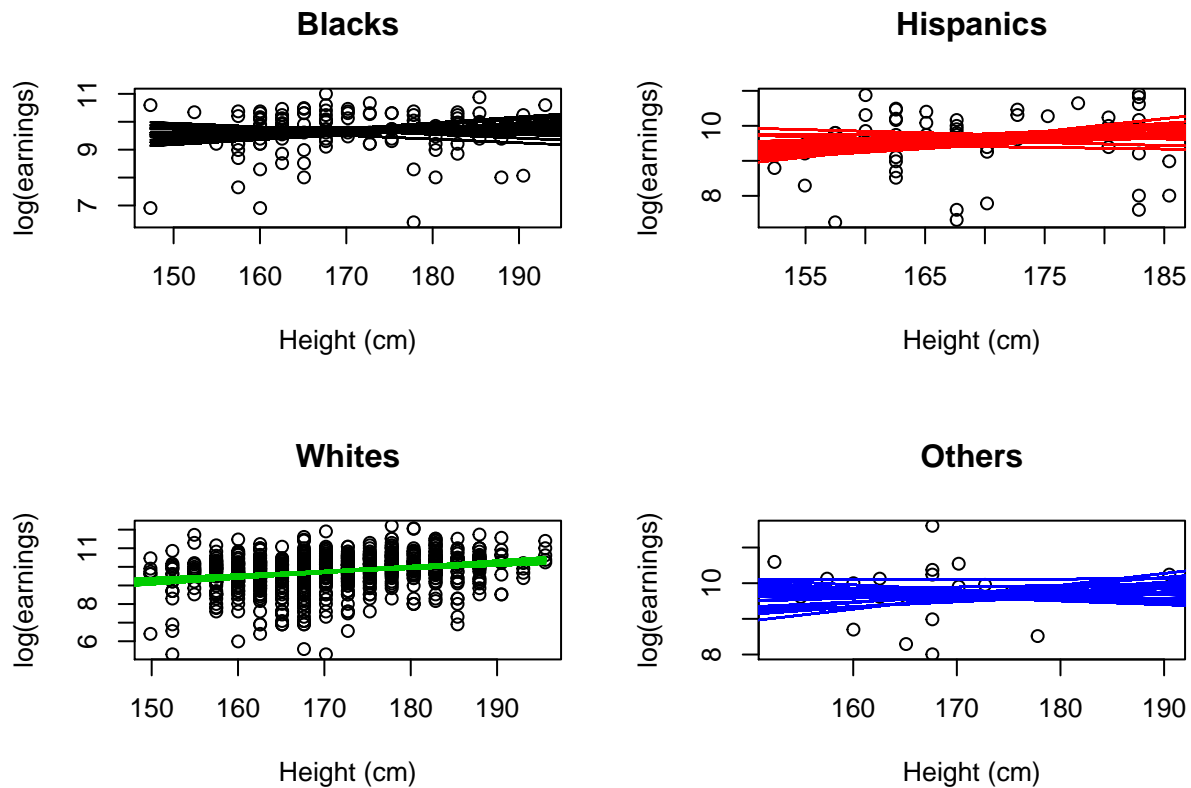 Blacks
log(earnings)
11
9
7
150 160 170 180 190
Height (cm)
Hispanics
log(earnings)
10
8
155 165 175 185
Height (cm)
Whites
log(earnings)
11
8
6
150 160 170 180 190
Height (cm)
Others
log(earnings)
10
8
160 170 180 190
Height (cm)